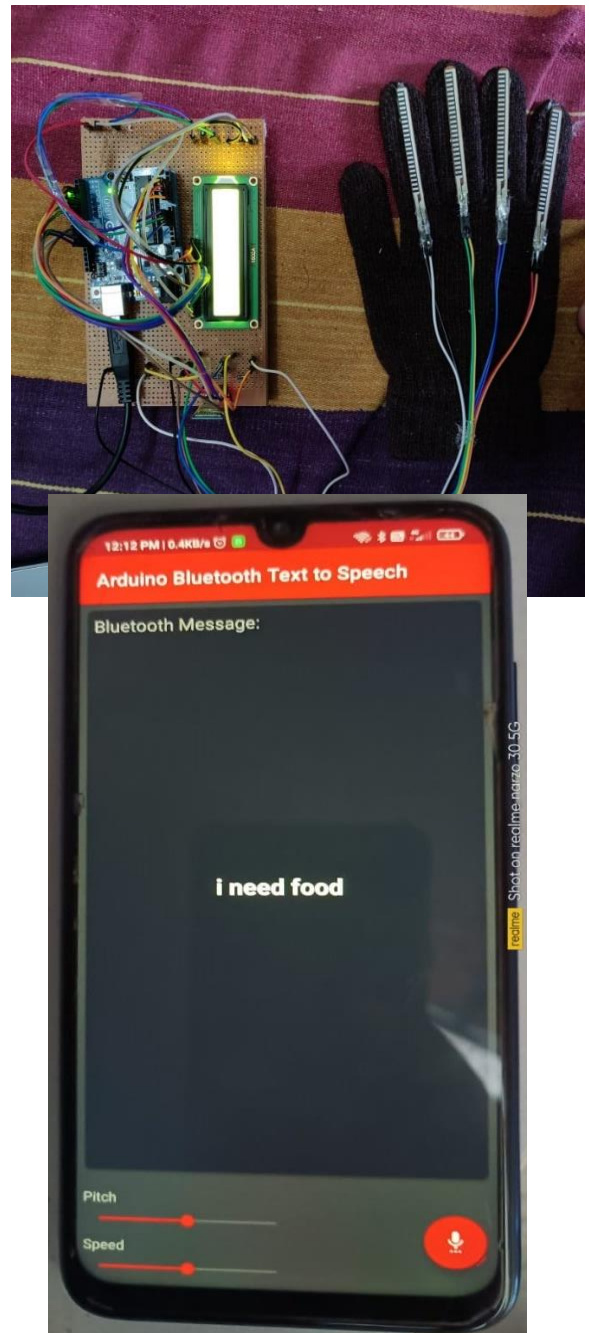 12:12 PM | 0.4KB/s
Arduino Bluetooth Text to Speech
Bluetooth Message:
i need food
Pitch
Speed
realme Shot on realme narzo 30 5G